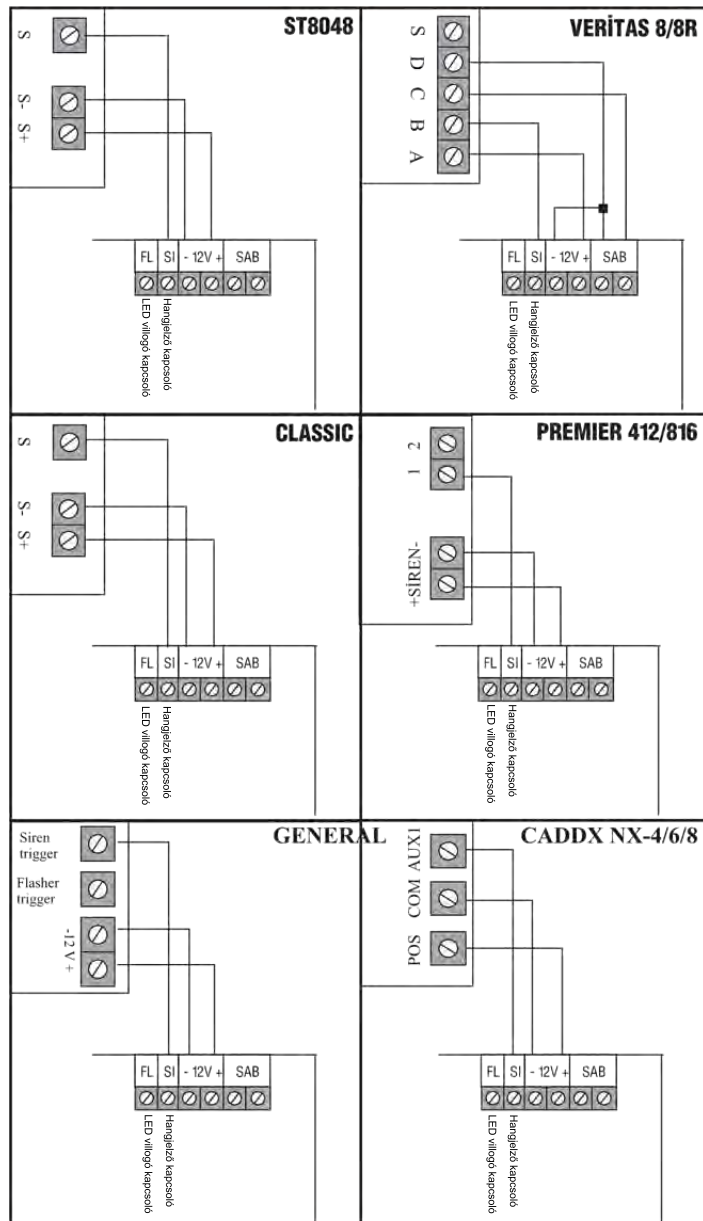 ST8048
S
S-
S+
FL SI - 12V + SAB
LED villogó kapcsoló
Hangjelző kapcsoló
VERİTAS 8/8R
S
D
C
B
A
FL SI - 12V + SAB
LED villogó kapcsoló
Hangjelző kapcsoló
CLASSIC
S
S-
S+
FL SI - 12V + SAB
LED villogó kapcsoló
Hangjelző kapcsoló
PREMIER 412/816
2
1
+SİREN-
FL SI - 12V + SAB
LED villogó kapcsoló
Hangjelző kapcsoló
GENERAL
Siren
trigger
Flasher
trigger
-12 V +
FL SI - 12V + SAB
LED villogó kapcsoló
Hangjelző kapcsoló
CADDX NX-4/6/8
AUX1
COM
POS
FL SI - 12V + SAB
LED villogó kapcsoló
Hangjelző kapcsoló